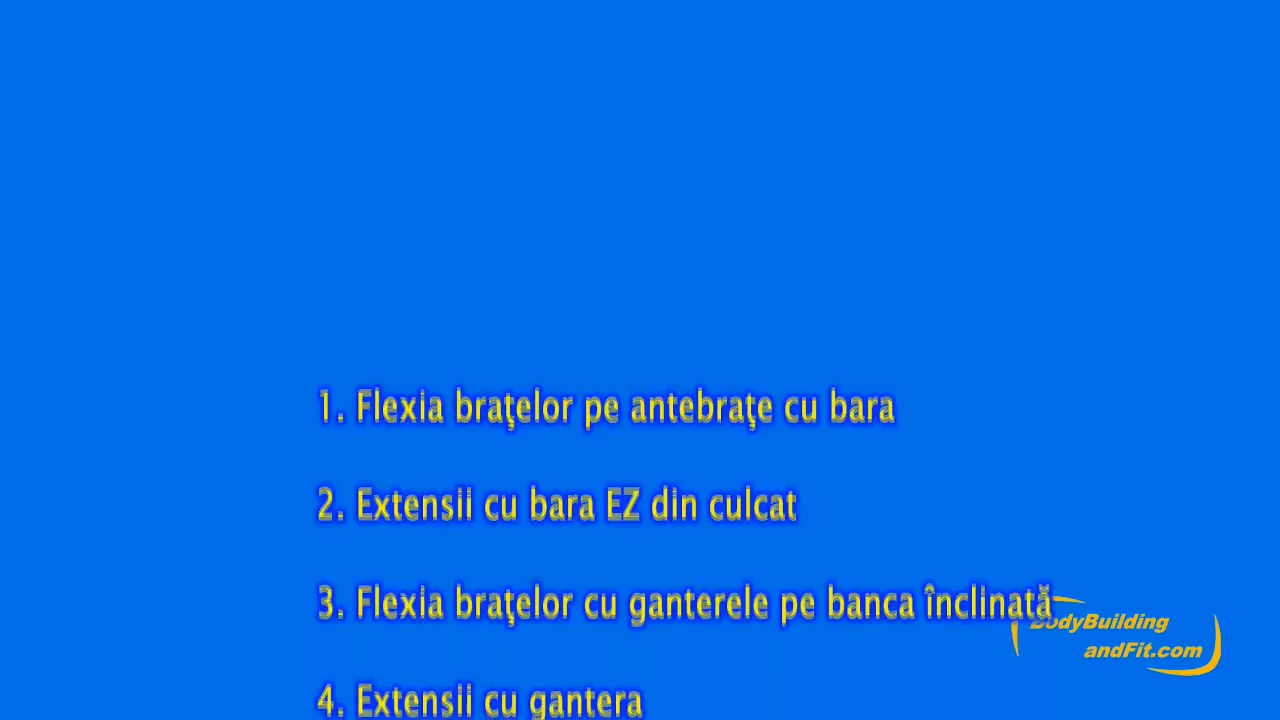 1. Flexia braţelor pe antebraţe cu bara
2. Extensii cu bara EZ din culcat
3. Flexia braţelor cu ganterele pe banca înclinată
BodyBuilding
andFit.com
4. Extensii cu gantera